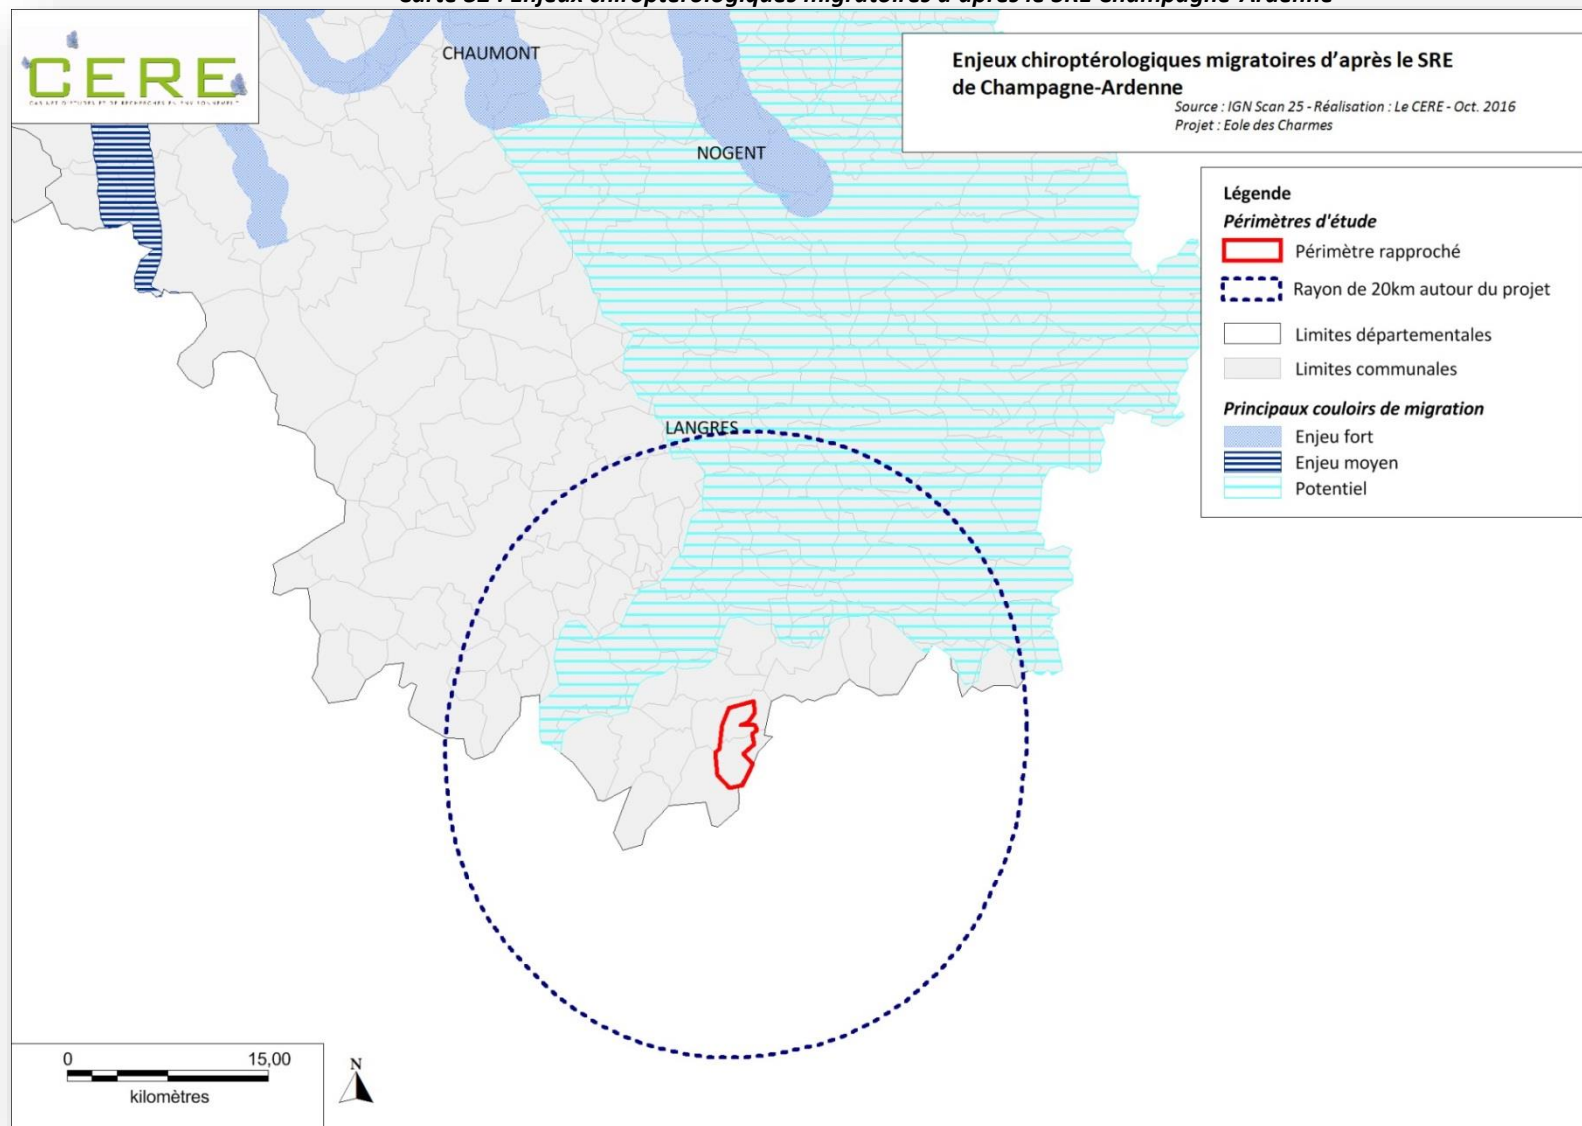 CERE
CHAUMONT
Enjeux chiroptérologiques migratoires d'après le SRE
de Champagne-Ardenne
Source : IGN Scan 25 - Réalisation : Le CERE - Oct. 2016
Projet : Eole des Charmes
NOGENT
Légende
Périmètres d'étude
Périmètre rapproché
Rayon de 20km autour du projet
Limites départementales
Limites communales
Principaux couloirs de migration
Enjeu fort
Enjeu moyen
Potentiel
LANGRES
0 15,00
kilomètres
N